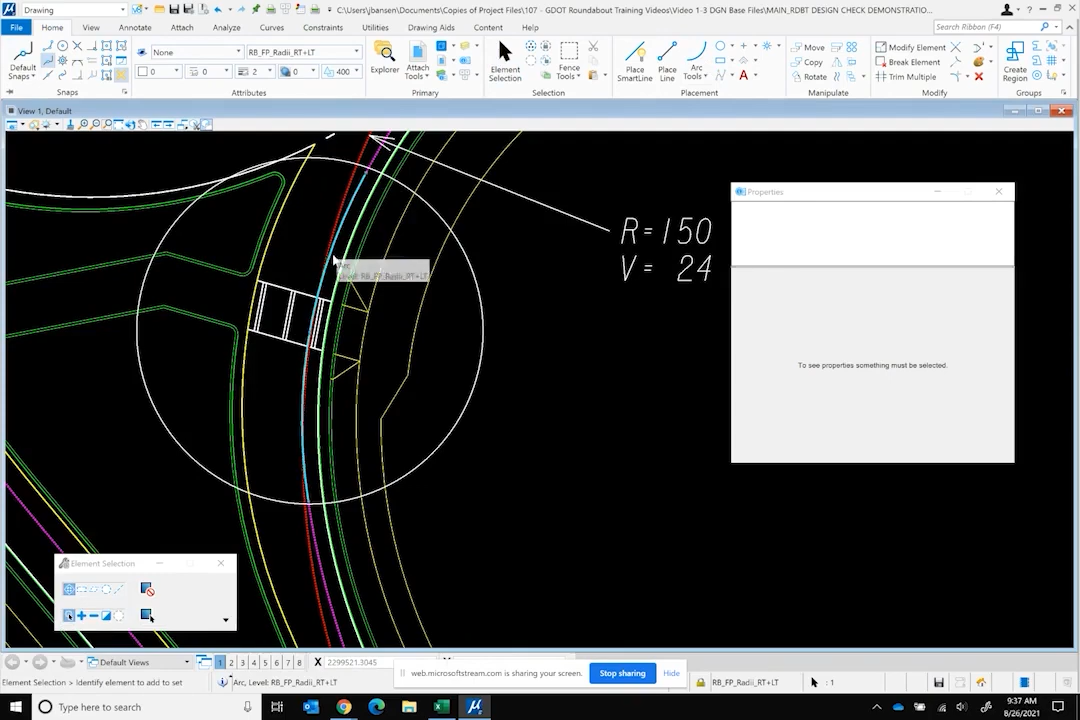 Drawing
C:\Users\bansen\Documents\Copies of Project Files\107 - GDOT Roundabout Training Videos\Video 1-3 DGN Base Files\MAIN_RDBT DESIGN CHECK DEMONSTRATIO...
File Home View Annotate Attach Analyze Curves Constraints Utilities Drawing Aids Content Help
Search Ribbon (F4)
None
RB_FP_Radii_RT+LT
0 0 2 0 400
Default Snaps
Explorer
Attach Tools
Element Selection
Fence Tools
Place SmartLine
Place Line
Arc Tools
Move
Copy
Rotate
Modify Element
Break Element
Trim Multiple
Create Region
Snaps Attributes Primary Selection Placement Manipulate Modify Groups
View 1, Default
R=150
V= 24
Arc
Level: RB_FP_Radii_RT+LT
Properties
To see properties something must be selected.
Element Selection
Default Views
1 2 3 4 5 6 7 8
X 2299521.3045
web.microsoftstream.com is sharing your screen.
Stop sharing
Hide
Element Selection > Identify element to add to set
Arc, Level: RB_FP_Radii_RT+LT
RB_FP_Radii_RT+LT
: 1
Type here to search
9:37 AM
8/26/2021